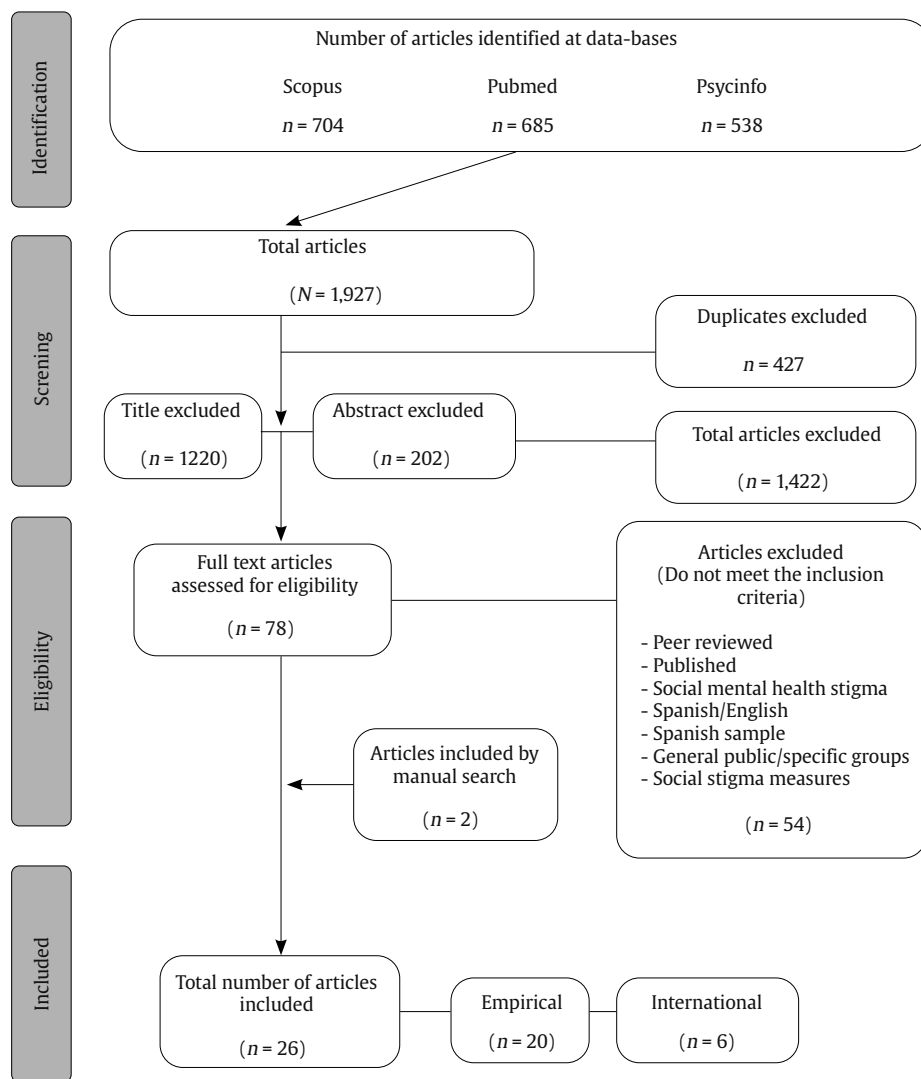 Identification
Number of articles identified at data-bases
Scopus Pubmed Psycinfo
n = 704 n = 685 n = 538
Screening
Total articles
(N = 1,927)
Duplicates excluded
n = 427
Title excluded
(n = 1220)
Abstract excluded
(n = 202)
Total articles excluded
(n = 1,422)
Eligibility
Full text articles
assessed for eligibility
(n = 78)
Articles excluded
(Do not meet the inclusion
criteria)
- Peer reviewed
- Published
- Social mental health stigma
- Spanish/English
- Spanish sample
- General public/specific groups
- Social stigma measures
(n = 54)
Articles included by
manual search
(n = 2)
Included
Total number of articles
included
(n = 26)
Empirical
(n = 20)
International
(n = 6)